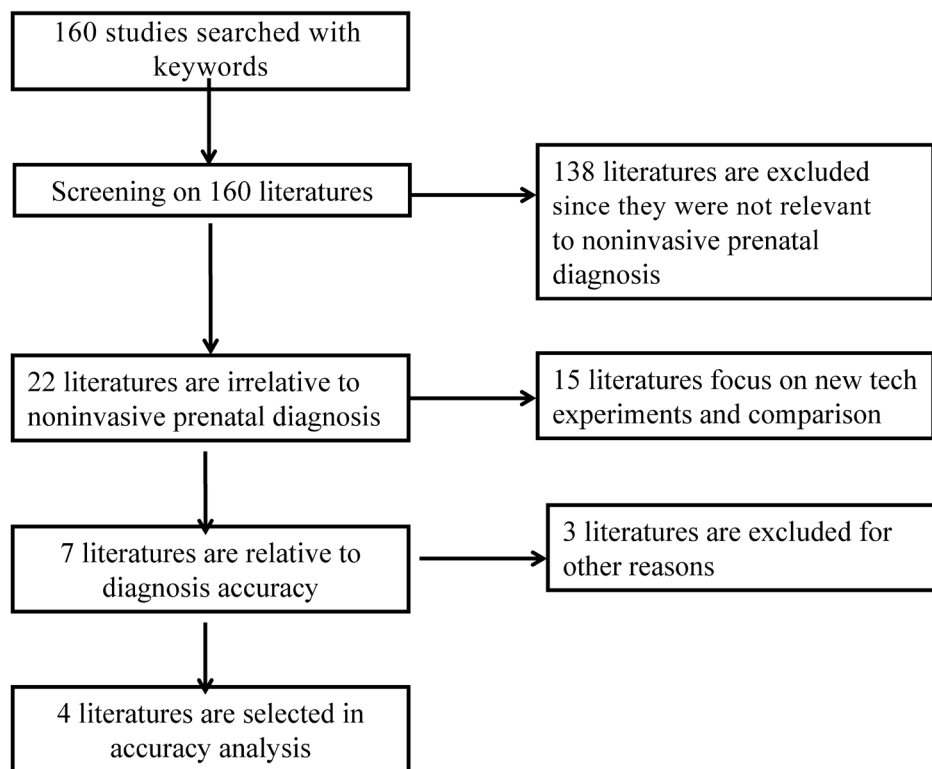 160 studies searched with
keywords
Screening on 160 literatures
138 literatures are excluded
since they were not relevant
to noninvasive prenatal
diagnosis
22 literatures are irrelative to
noninvasive prenatal diagnosis
15 literatures focus on new tech
experiments and comparison
7 literatures are relative to
diagnosis accuracy
3 literatures are excluded for
other reasons
4 literatures are selected in
accuracy analysis